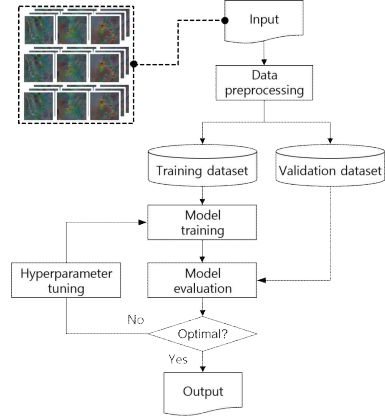 Input
Data
preprocessing
Training dataset
Validation dataset
Model
training
Hyperparameter
tuning
Model
evaluation
No
Optimal?
Yes
Output